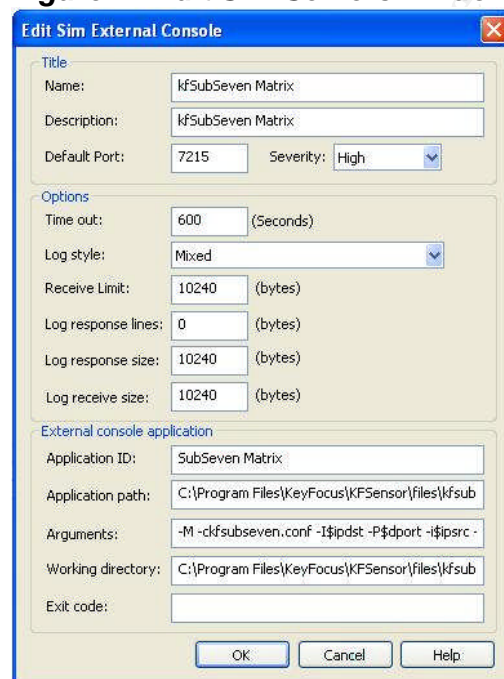 Edit Sim External Console
Title
Name: kfSubSeven Matrix
Description: kfSubSeven Matrix
Default Port: 7215 Severity: High
Options
Time out: 600 (Seconds)
Log style: Mixed
Receive Limit: 10240 (bytes)
Log response lines: 0 (bytes)
Log response size: 10240 (bytes)
Log receive size: 10240 (bytes)
External console application
Application ID: SubSeven Matrix
Application path: C:\Program Files\KeyFocus\KFSensor\files\kfsub
Arguments: -M -ckfsubseven.conf -I$ipdst -P$dport -i$ipsrc -
Working directory: C:\Program Files\KeyFocus\KFSensor\files\kfsub
Exit code:
OK Cancel Help